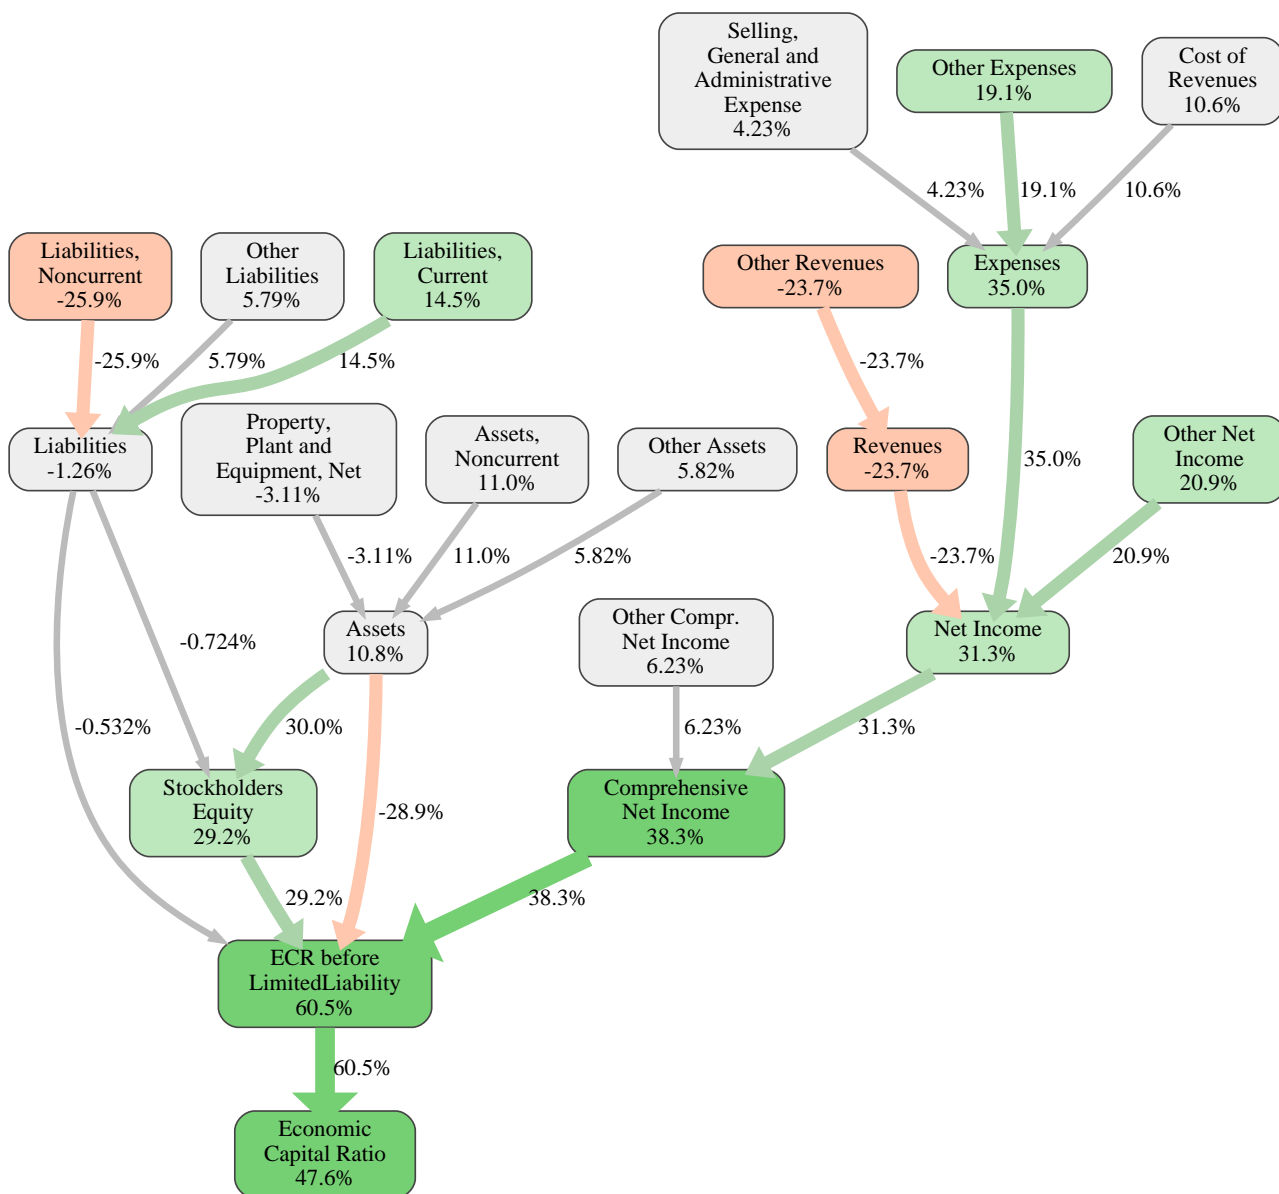 Selling,
General and
Administrative
Expense
4.23%
Other Expenses
19.1%
Cost of
Revenues
10.6%
4.23%
19.1%
10.6%
Liabilities,
Noncurrent
-25.9%
Other
Liabilities
5.79%
Liabilities,
Current
14.5%
Other Revenues
-23.7%
Expenses
35.0%
-25.9%
5.79%
14.5%
-23.7%
Liabilities
-1.26%
Property,
Plant and
Equipment, Net
-3.11%
Assets,
Noncurrent
11.0%
Other Assets
5.82%
Revenues
-23.7%
35.0%
Other Net
Income
20.9%
-3.11%
11.0%
5.82%
-23.7%
20.9%
-0.724%
Assets
10.8%
Other Compr.
Net Income
6.23%
Net Income
31.3%
-0.532%
30.0%
6.23%
31.3%
Stockholders
Equity
29.2%
-28.9%
Comprehensive
Net Income
38.3%
29.2%
38.3%
ECR before
LimitedLiability
60.5%
60.5%
Economic
Capital Ratio
47.6%